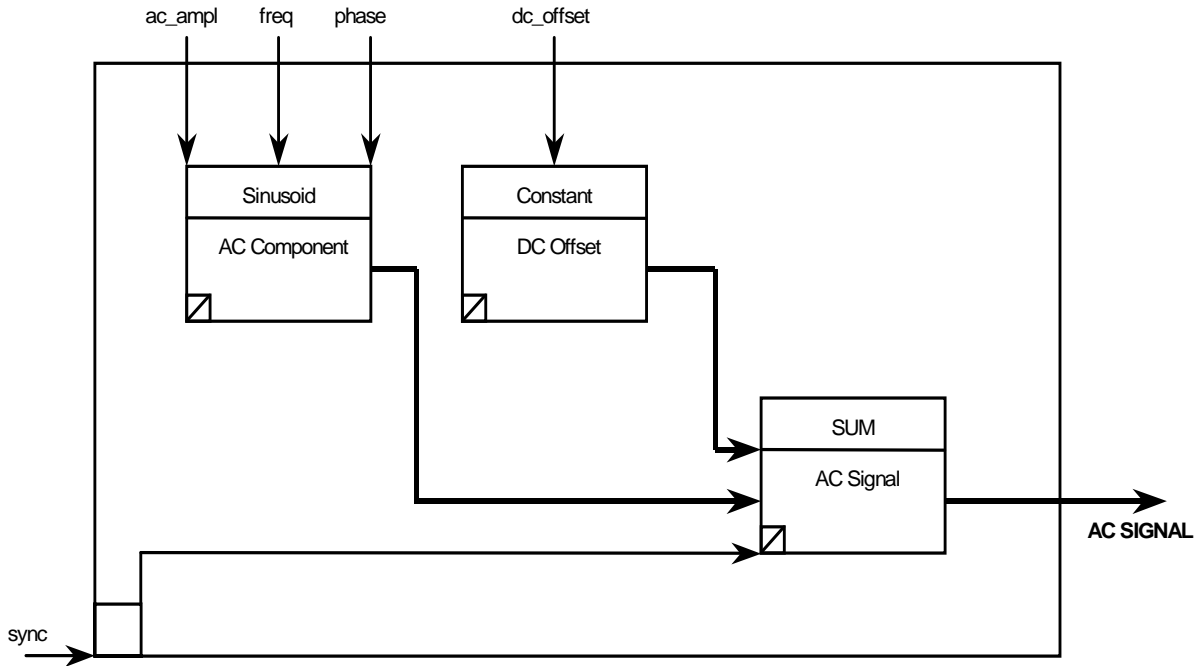 ac_ampl freq phase dc_offset
Sinusoid Constant
AC Component DC Offset
SUM
AC Signal
AC SIGNAL
sync